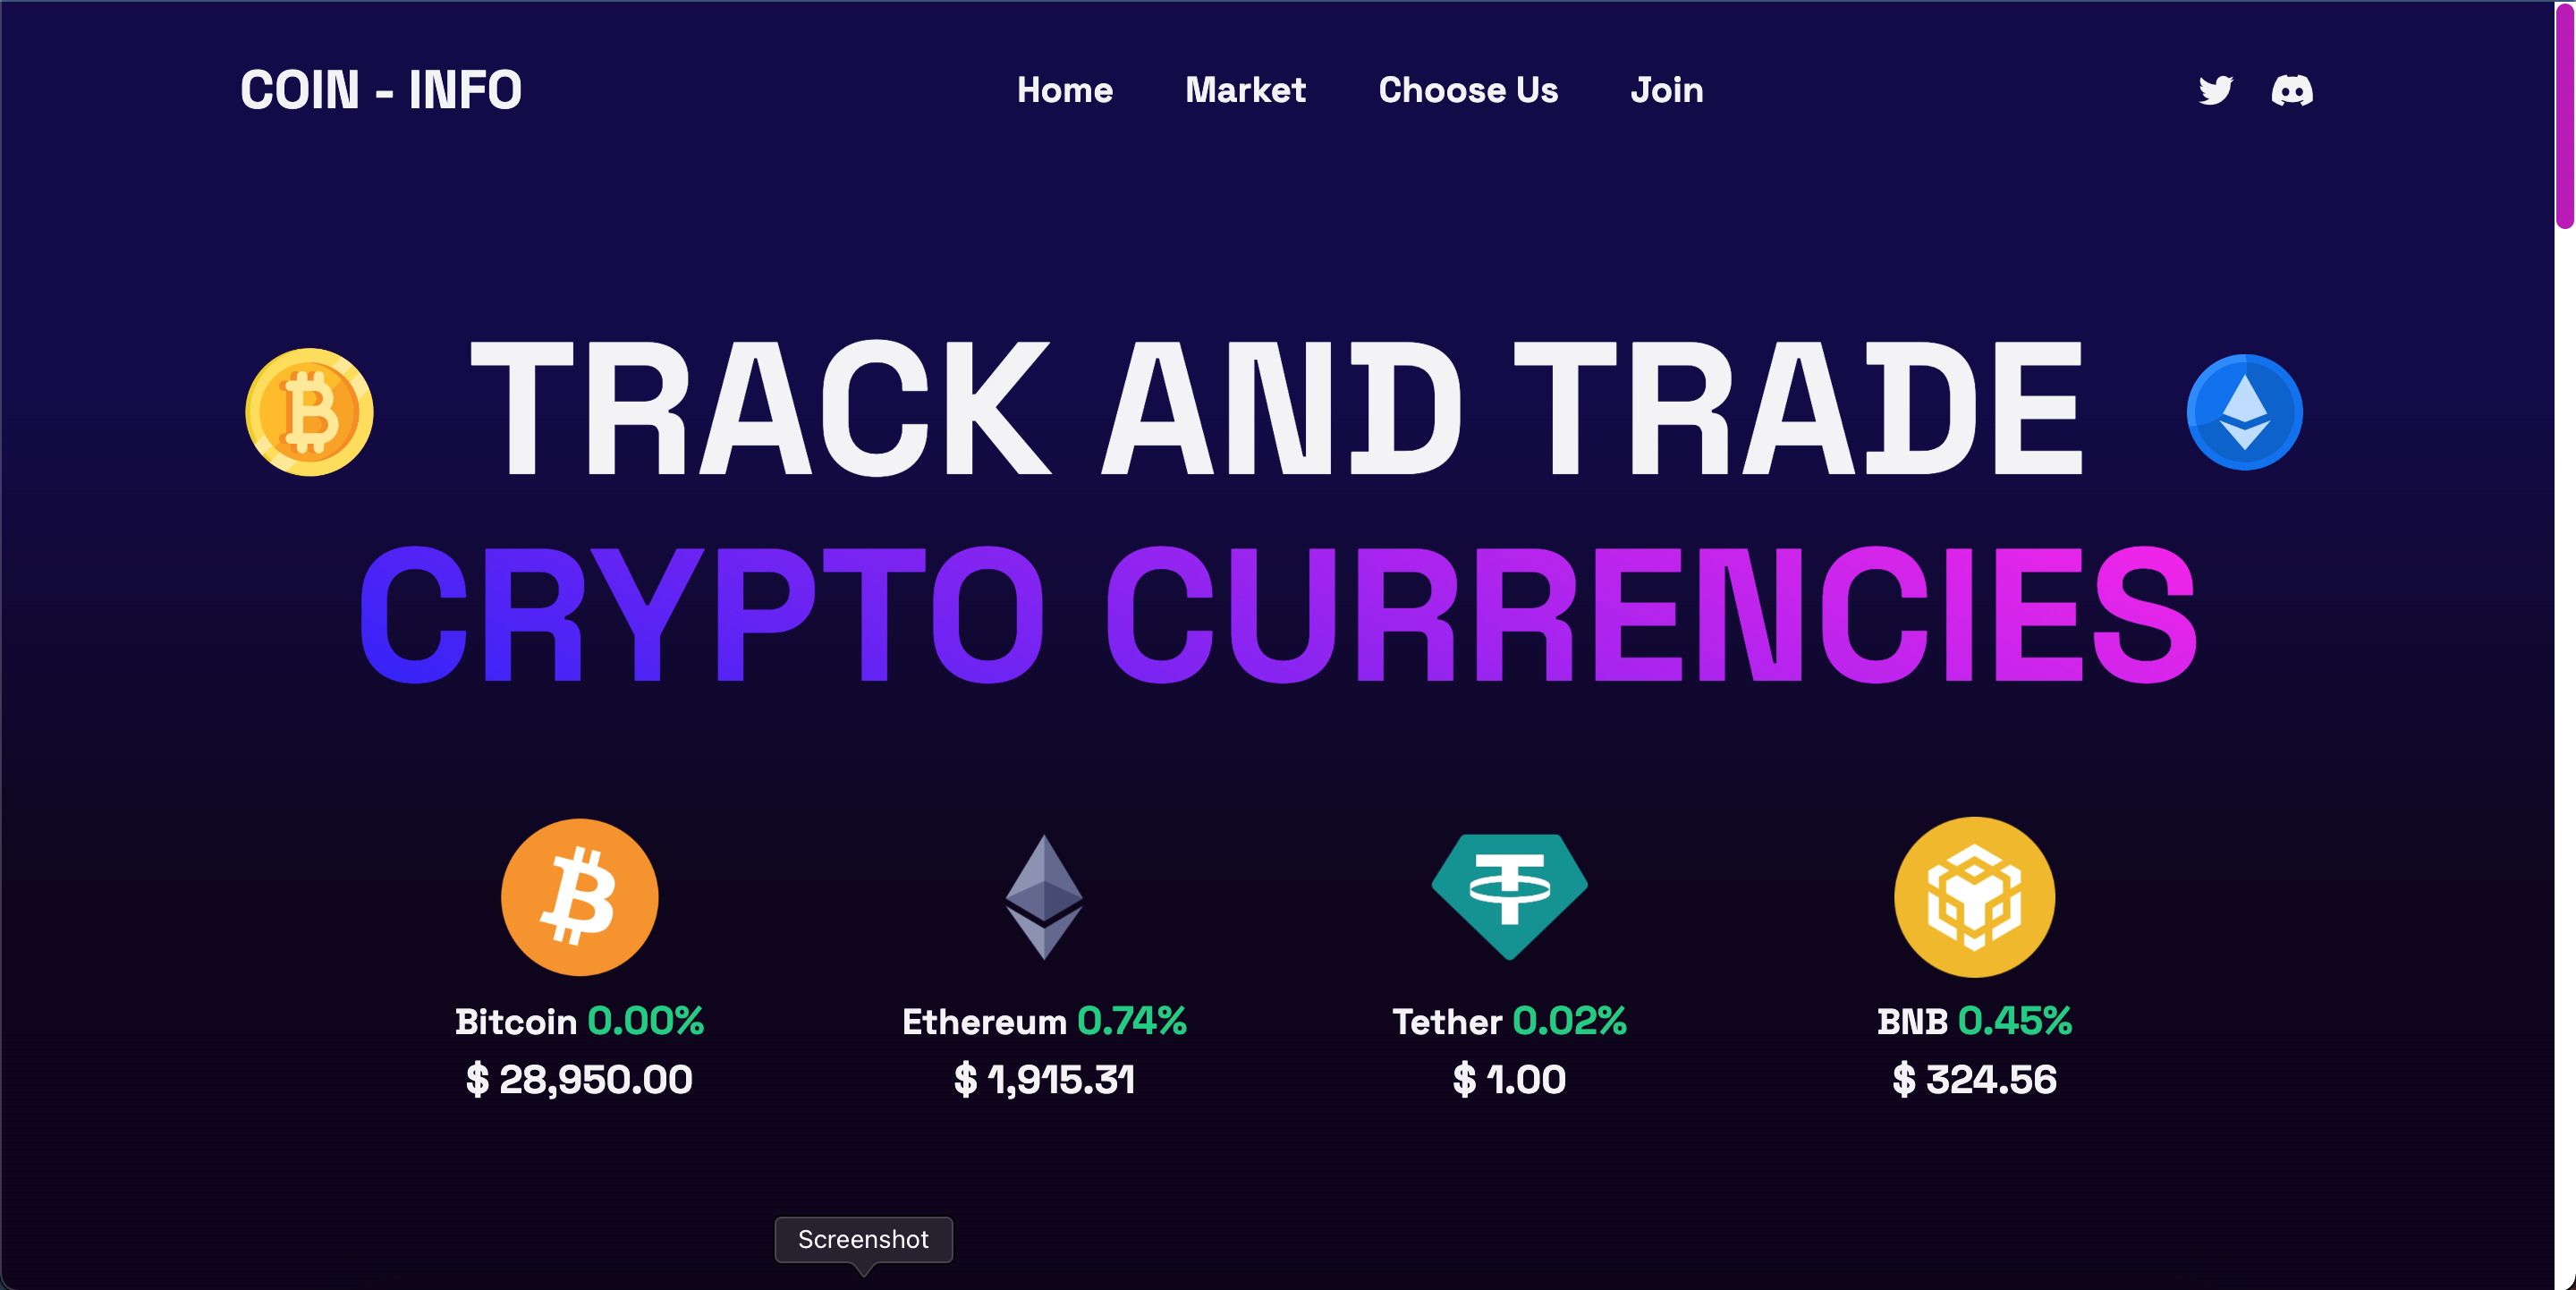 COIN - INFO
Home Market Choose Us Join
TRACK AND TRADE
CRYPTO CURRENCIES
Bitcoin 0.00%
$ 28,950.00
Ethereum 0.74%
$ 1,915.31
Tether 0.02%
$ 1.00
BNB 0.45%
$ 324.56
Screenshot